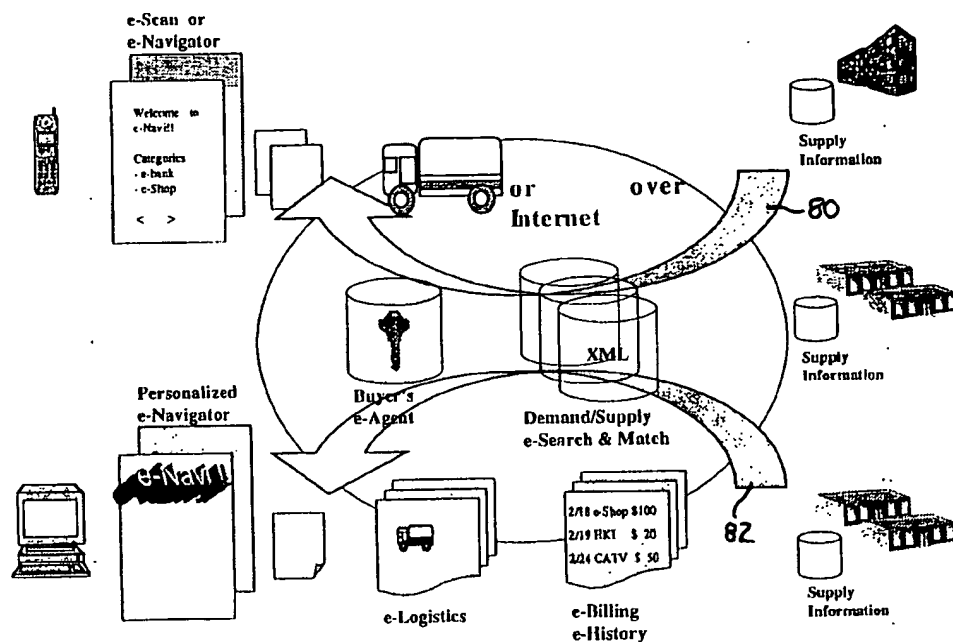 e-Scan or
e-Navigator
Welcome to
e-Navi!!
Categories
- e-bank
- e-Shop
< >
or over
Internet
Supply
Information
80
XML
Buyer's
e-Agent
Demand/Supply
e-Search & Match
Supply
Information
Personalized
e-Navigator
e-Navi!!
2/18 e-Shop $100
2/19 HKT $ 20
2/24 CATV $ 50
82
e-Logistics
e-Billing
e-History
Supply
Information